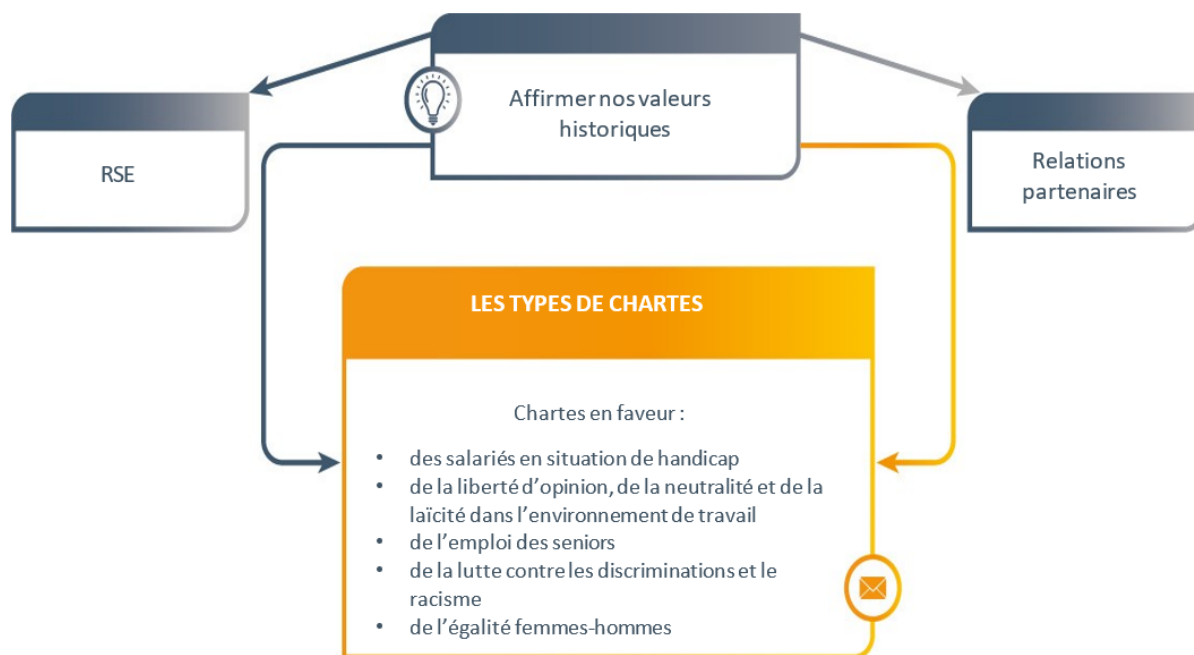 Affirmer nos valeurs
historiques
RSE
Relations
partenaires
LES TYPES DE CHARTES
Chartes en faveur :
• des salariés en situation de handicap
• de la liberté d’opinion, de la neutralité et de la
laïcité dans l’environnement de travail
• de l’emploi des seniors
• de la lutte contre les discriminations et le
racisme
• de l’égalité femmes-hommes